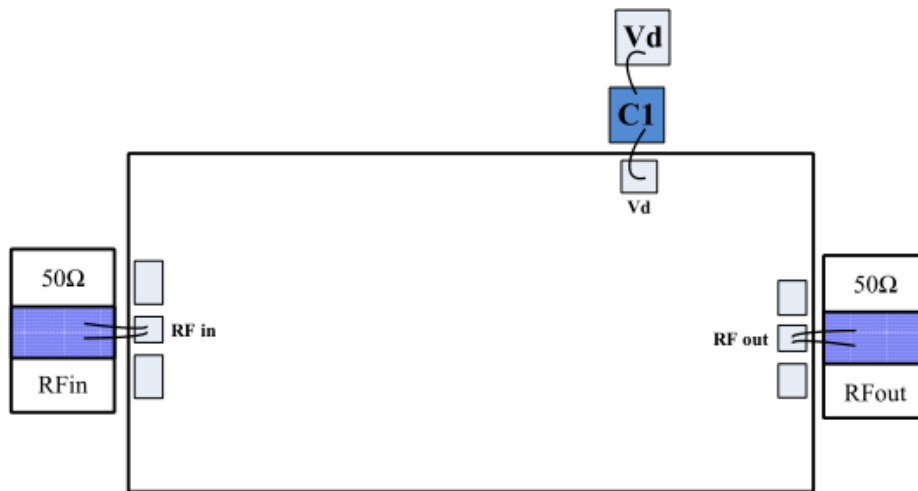 Vd
C1
Vd
50Ω
RFin
RF in
RF out
50Ω
RFout